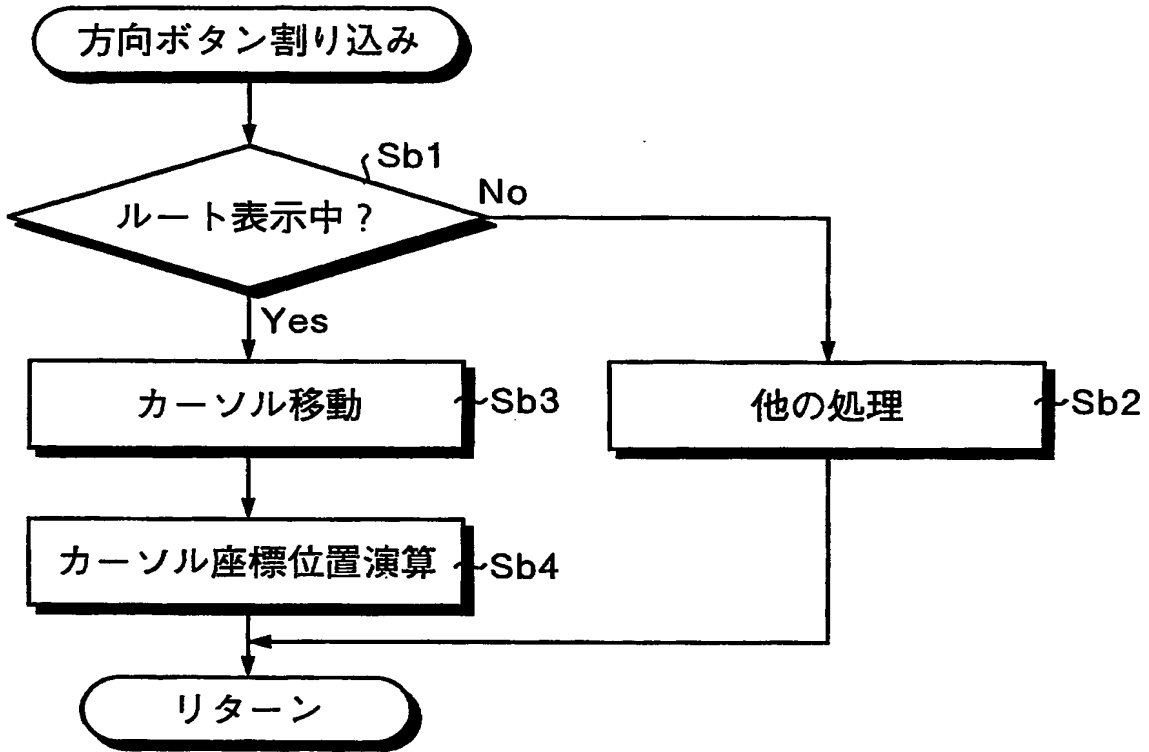 方向ボタン割り込み
Sb1
ルート表示中？
No
Yes
カーソル移動
Sb3
他の処理
Sb2
カーソル座標位置演算
Sb4
リターン